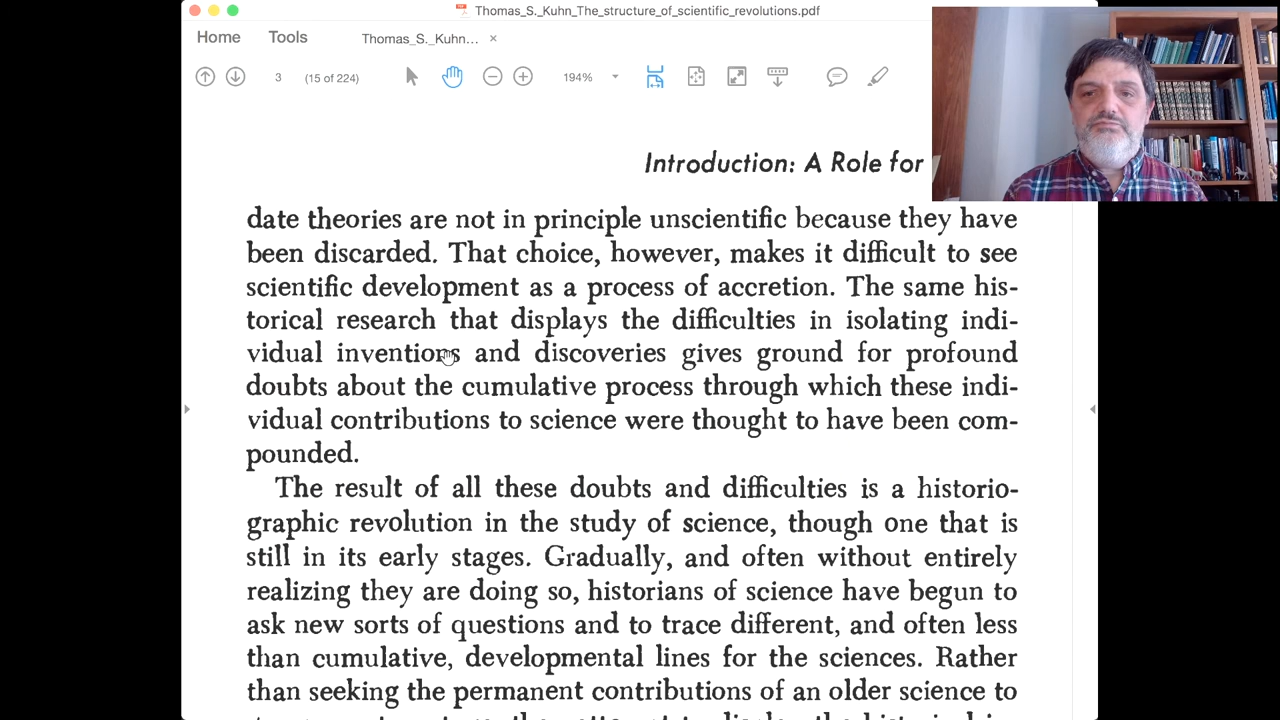 Thomas_S._Kuhn_The_structure_of_scientific_revolutions.pdf
Home Tools Thomas_S._Kuhn... ×
3 (15 of 224) 194%
Introduction: A Role for
date theories are not in principle unscientific because they have
been discarded. That choice, however, makes it difficult to see
scientific development as a process of accretion. The same his-
torical research that displays the difficulties in isolating indi-
vidual inventions and discoveries gives ground for profound
doubts about the cumulative process through which these indi-
vidual contributions to science were thought to have been com-
pounded.
The result of all these doubts and difficulties is a historio-
graphic revolution in the study of science, though one that is
still in its early stages. Gradually, and often without entirely
realizing they are doing so, historians of science have begun to
ask new sorts of questions and to trace different, and often less
than cumulative, developmental lines for the sciences. Rather
than seeking the permanent contributions of an older science to